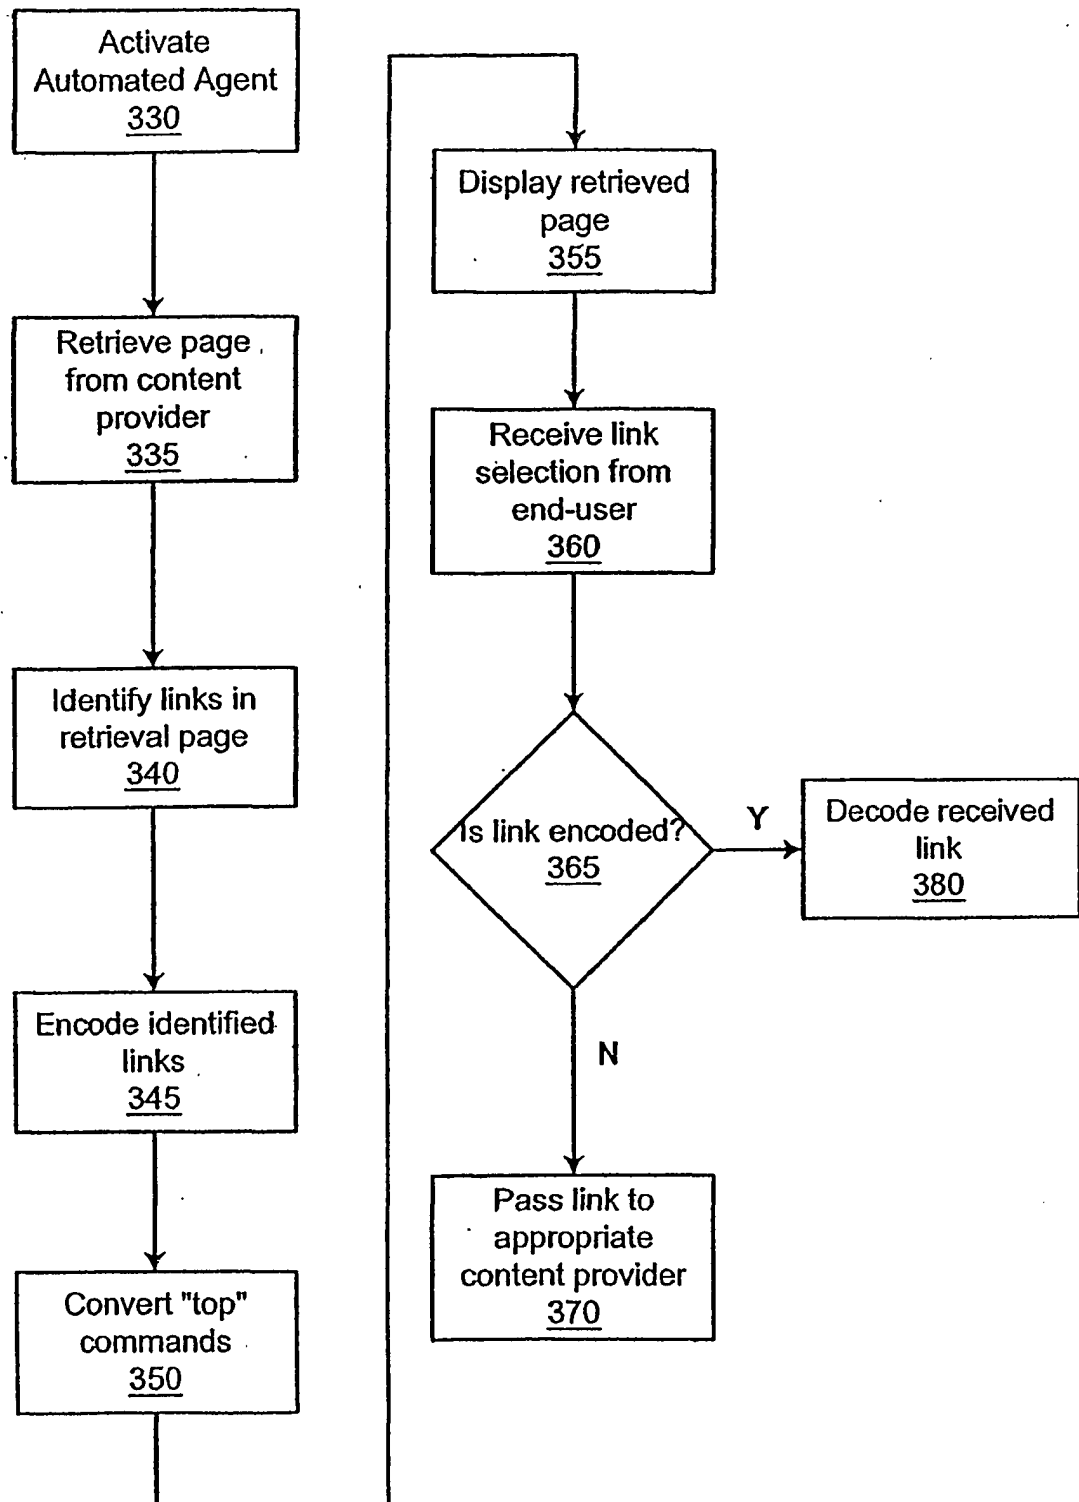 Activate
Automated Agent
330
Retrieve page
from content
provider
335
Identify links in
retrieval page
340
Encode identified
links
345
Convert "top"
commands
350
Display retrieved
page
355
Receive link
selection from
end-user
360
Is link encoded?
365
Y
Decode received
link
380
N
Pass link to
appropriate
content provider
370